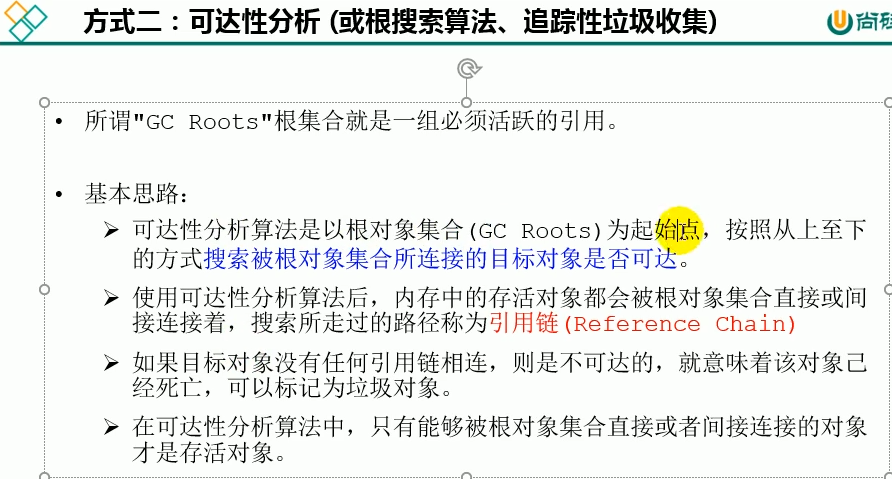 方式二：可达性分析 (或根搜索算法、追踪性垃圾收集)
尚硅
• 所谓"GC Roots"根集合就是一组必须活跃的引用。
• 基本思路：
➢ 可达性分析算法是以根对象集合(GC Roots)为起始点，按照从上至下
的方式搜索被根对象集合所连接的目标对象是否可达。
➢ 使用可达性分析算法后，内存中的存活对象都会被根对象集合直接或间
接连接着，搜索所走过的路径称为引用链(Reference Chain)
➢ 如果目标对象没有任何引用链相连，则是不可达的，就意味着该对象己
经死亡，可以标记为垃圾对象。
➢ 在可达性分析算法中，只有能够被根对象集合直接或者间接连接的对象
才是存活对象。